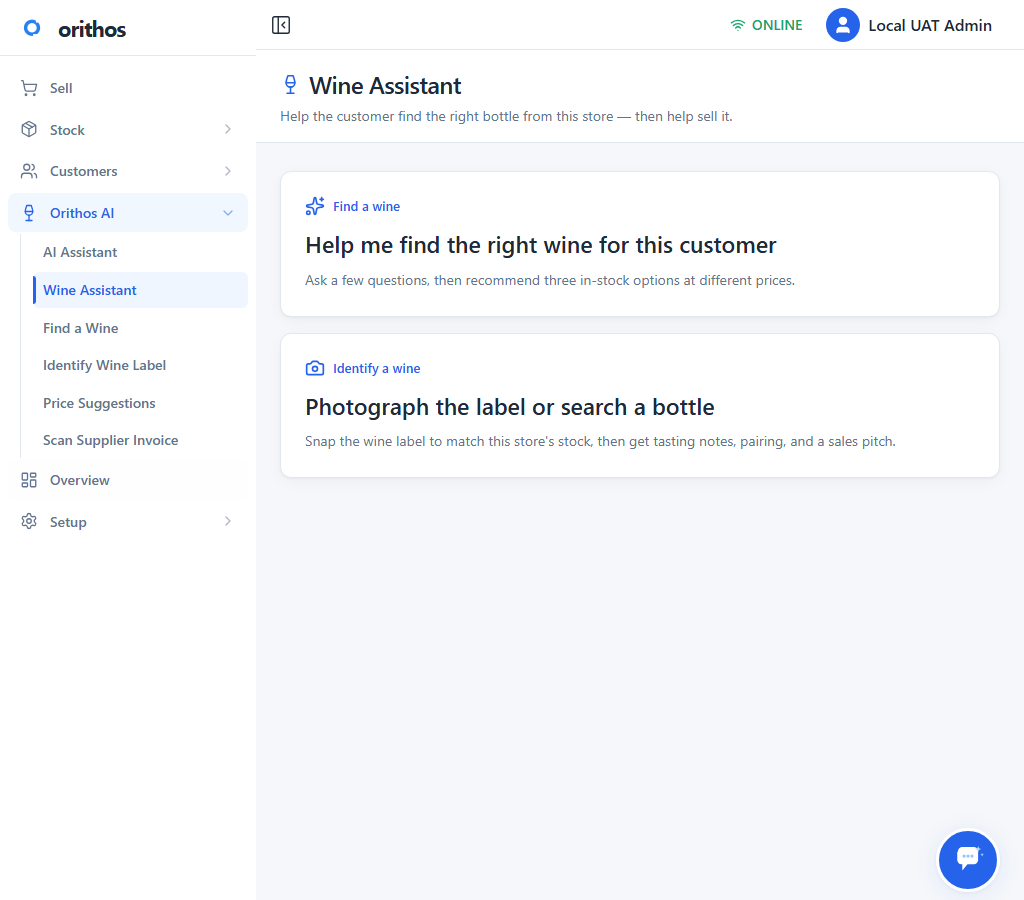 orithos
ONLINE
Local UAT Admin
Sell
Stock
Customers
Orithos AI
AI Assistant
Wine Assistant
Find a Wine
Identify Wine Label
Price Suggestions
Scan Supplier Invoice
Overview
Setup
Wine Assistant
Help the customer find the right bottle from this store — then help sell it.
Find a wine
Help me find the right wine for this customer
Ask a few questions, then recommend three in-stock options at different prices.
Identify a wine
Photograph the label or search a bottle
Snap the wine label to match this store's stock, then get tasting notes, pairing, and a sales pitch.